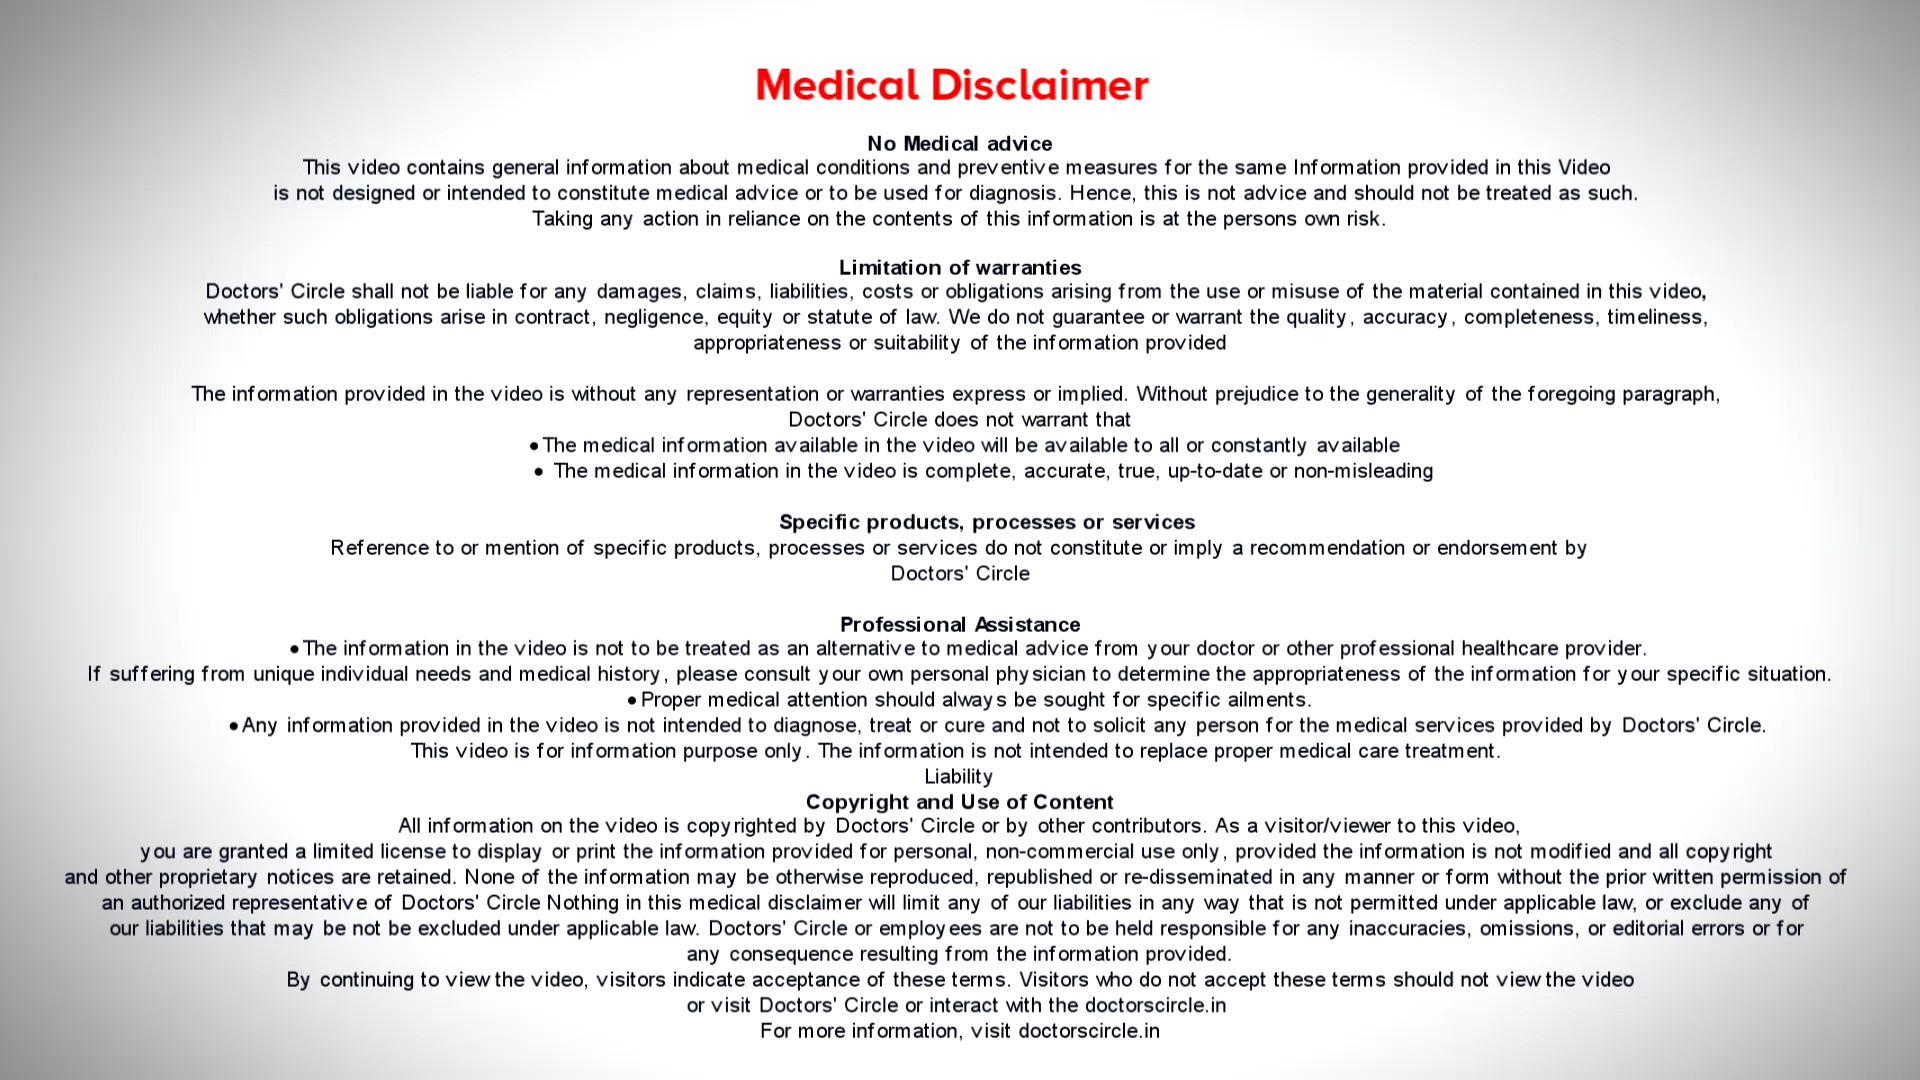 Medical Disclaimer
No Medical advice
This video contains general information about medical conditions and preventive measures for the same Information provided in this Video
is not designed or intended to constitute medical advice or to be used for diagnosis. Hence, this is not advice and should not be treated as such.
Taking any action in reliance on the contents of this information is at the persons own risk.
Limitation of warranties
Doctors' Circle shall not be liable for any damages, claims, liabilities, costs or obligations arising from the use or misuse of the material contained in this video,
whether such obligations arise in contract, negligence, equity or statute of law. We do not guarantee or warrant the quality, accuracy, completeness, timeliness,
appropriateness or suitability of the information provided
The information provided in the video is without any representation or warranties express or implied. Without prejudice to the generality of the foregoing paragraph,
Doctors' Circle does not warrant that
• The medical information available in the video will be available to all or constantly available
• The medical information in the video is complete, accurate, true, up-to-date or non-misleading
Specific products, processes or services
Reference to or mention of specific products, processes or services do not constitute or imply a recommendation or endorsement by
Doctors' Circle
Professional Assistance
• The information in the video is not to be treated as an alternative to medical advice from your doctor or other professional healthcare provider.
If suffering from unique individual needs and medical history, please consult your own personal physician to determine the appropriateness of the information for your specific situation.
• Proper medical attention should always be sought for specific ailments.
• Any information provided in the video is not intended to diagnose, treat or cure and not to solicit any person for the medical services provided by Doctors' Circle.
This video is for information purpose only. The information is not intended to replace proper medical care treatment.
Liability
Copyright and Use of Content
All information on the video is copyrighted by Doctors' Circle or by other contributors. As a visitor/viewer to this video,
you are granted a limited license to display or print the information provided for personal, non-commercial use only, provided the information is not modified and all copyright
and other proprietary notices are retained. None of the information may be otherwise reproduced, republished or re-disseminated in any manner or form without the prior written permission of
an authorized representative of Doctors' Circle Nothing in this medical disclaimer will limit any of our liabilities in any way that is not permitted under applicable law, or exclude any of
our liabilities that may be not be excluded under applicable law. Doctors' Circle or employees are not to be held responsible for any inaccuracies, omissions, or editorial errors or for
any consequence resulting from the information provided.
By continuing to view the video, visitors indicate acceptance of these terms. Visitors who do not accept these terms should not view the video
or visit Doctors' Circle or interact with the doctorscircle.in
For more information, visit doctorscircle.in